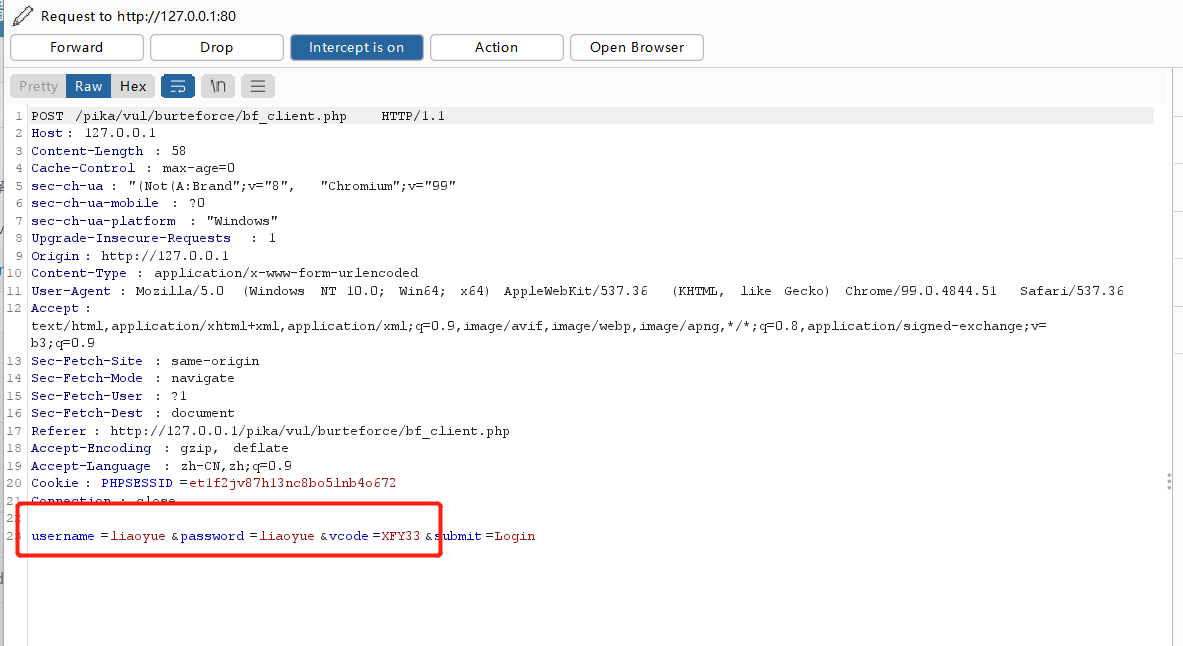 Request to http://127.0.0.1:80
Forward Drop Intercept is on Action Open Browser
Pretty Raw Hex \n
1 POST /pika/vul/burteforce/bf_client.php HTTP/1.1
2 Host : 127.0.0.1
3 Content-Length : 58
4 Cache-Control : max-age=0
5 sec-ch-ua : "(Not(A:Brand";v="8", "Chromium";v="99"
6 sec-ch-ua-mobile : ?0
7 sec-ch-ua-platform : "Windows"
8 Upgrade-Insecure-Requests : 1
9 Origin : http://127.0.0.1
10 Content-Type : application/x-www-form-urlencoded
11 User-Agent : Mozilla/5.0 (Windows NT 10.0; Win64; x64) AppleWebKit/537.36 (KHTML, like Gecko) Chrome/99.0.4844.51 Safari/537.36
12 Accept :
text/html,application/xhtml+xml,application/xml;q=0.9,image/avif,image/webp,image/apng,*/*;q=0.8,application/signed-exchange;v=
b3;q=0.9
13 Sec-Fetch-Site : same-origin
14 Sec-Fetch-Mode : navigate
15 Sec-Fetch-User : ?1
16 Sec-Fetch-Dest : document
17 Referer : http://127.0.0.1/pika/vul/burteforce/bf_client.php
18 Accept-Encoding : gzip, deflate
19 Accept-Language : zh-CN,zh;q=0.9
20 Cookie : PHPSESSID =et1f2jv87h13nc8bo5lnb4o672
21 Connection : close
22
23 username =liaoyue &password =liaoyue &vcode =XFY33 &submit =Login